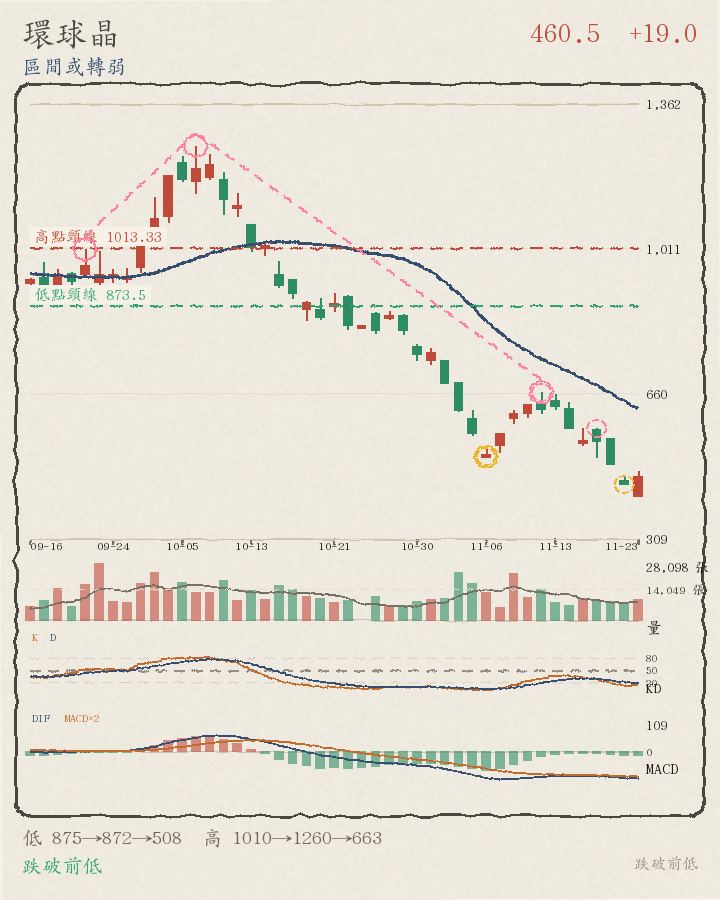 環球晶 460.5 +19.0
區間或轉弱
1,362
高點頸線 1013.33
1,011
低點頸線 873.5
660
309
09-16 09-24 10-05 10-13 10-21 10-30 11-06 11-13 11-23
28,098 張
14,049 張
量
K D
80
50
20
KD
DIF MACD×2
109
0
MACD
低 875→872→508 高 1010→1260→663
跌破前低 跌破前低